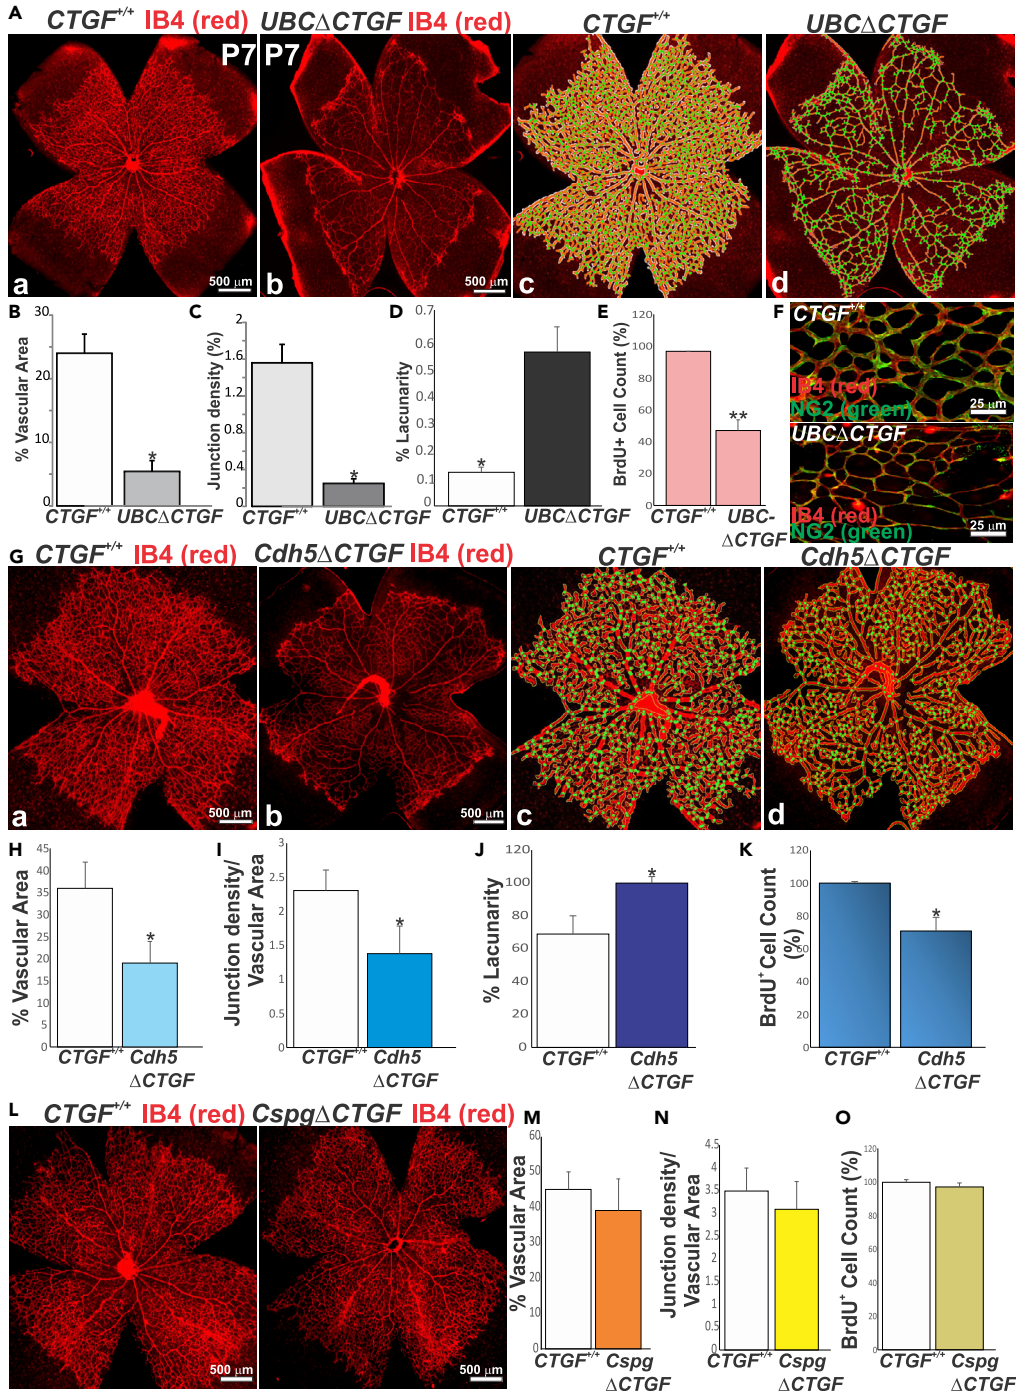 A CTGF+/+ IB4 (red) UBCΔCTGF IB4 (red) CTGF+/+ UBCΔCTGF
P7 P7
500 μm 500 μm
a b c d
B
% Vascular Area
30
20
10
0
CTGF+/+ UBCΔCTGF
*
C
Junction density (%)
2
1.6
1.2
0.8
0.4
0
CTGF+/+ UBCΔCTGF
*
D
% Lacunarity
0.7
0.6
0.5
0.4
0.3
0.2
0.1
0
CTGF+/+ UBCΔCTGF
*
E
BrdU+ Cell Count (%)
120
100
80
60
40
20
0
CTGF+/+ UBC-
ΔCTGF
**
F
CTGF+/+
IB4 (red)
NG2 (green) 25 μm
UBCΔCTGF
IB4 (red)
NG2 (green) 25 μm
G CTGF+/+ IB4 (red) Cdh5ΔCTGF IB4 (red) CTGF+/+ Cdh5ΔCTGF
500 μm 500 μm
a b c d
H
% Vascular Area
45
40
35
30
25
20
15
10
5
0
CTGF+/+ Cdh5
ΔCTGF
*
I
Junction density/
Vascular Area
3
2.5
2
1.5
1
0.5
0
CTGF+/+ Cdh5
ΔCTGF
*
J
% Lacunarity
120
100
80
60
40
20
0
CTGF+/+ Cdh5
ΔCTGF
*
K
BrdU+ Cell Count
(%)
120
100
80
60
40
20
0
CTGF+/+ Cdh5
ΔCTGF
*
L CTGF+/+ IB4 (red) CspgΔCTGF IB4 (red)
500 μm 500 μm
M
% Vascular Area
60
50
40
30
20
10
0
CTGF+/+ Cspg
ΔCTGF
N
Junction density/
Vascular Area
4.5
4
3.5
3
2.5
2
1.5
1
0.5
0
CTGF+/+ Cspg
ΔCTGF
O
BrdU+ Cell Count (%)
120
100
80
60
40
20
0
CTGF+/+ Cspg
ΔCTGF